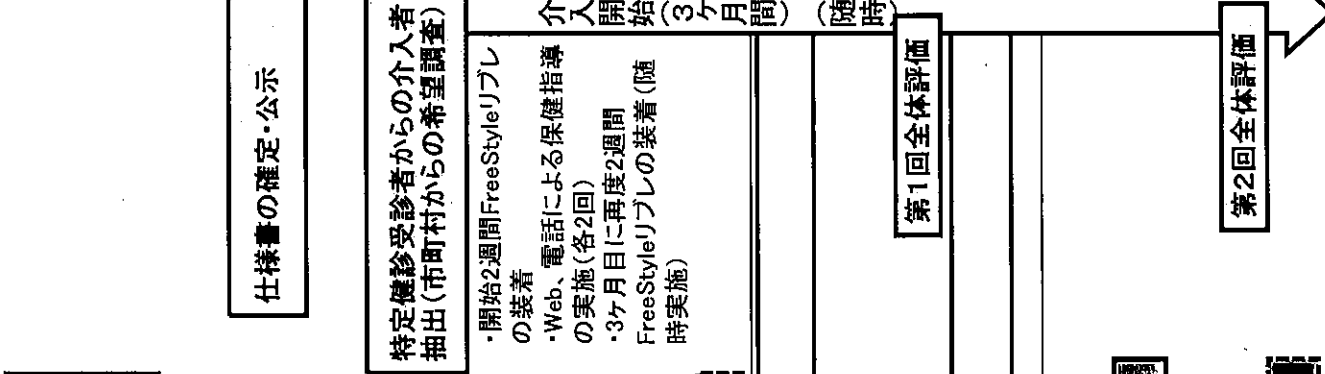 仕様書の確定・公示
特定健診受診者からの介入者
抽出(市町村からの希望調査)
・開始2週間FreeStyleリブレ
の装着
・Web、電話による保健指導
の実施(各2回)
・3ケ月目に再度2週間
FreeStyleリブレの装着(随
時実施)
介入開始(3ケ月間)
(随時)
第1回全体評価
第2回全体評価